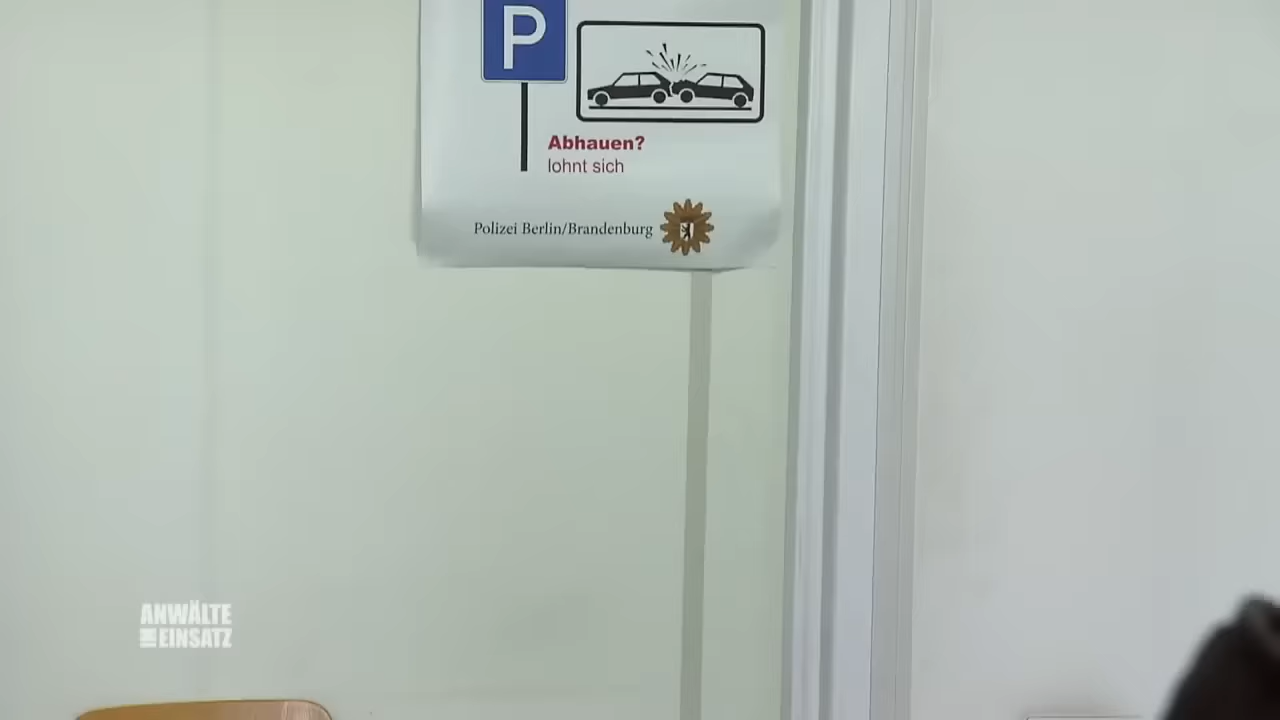 P
Abhauen?
lohnt sich
Polizei Berlin/Brandenburg
ANWÄLTE
IM EINSATZ